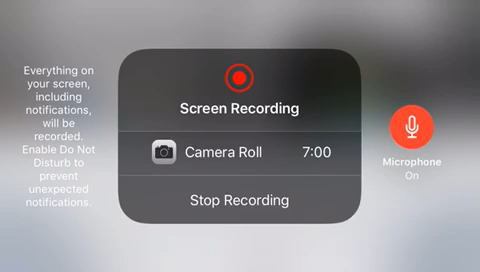 Everything on
your screen,
including
notifications,
will be
recorded.
Enable Do Not
Disturb to
prevent
unexpected
notifications.
Screen Recording
Camera Roll 7:00
Stop Recording
Microphone
On